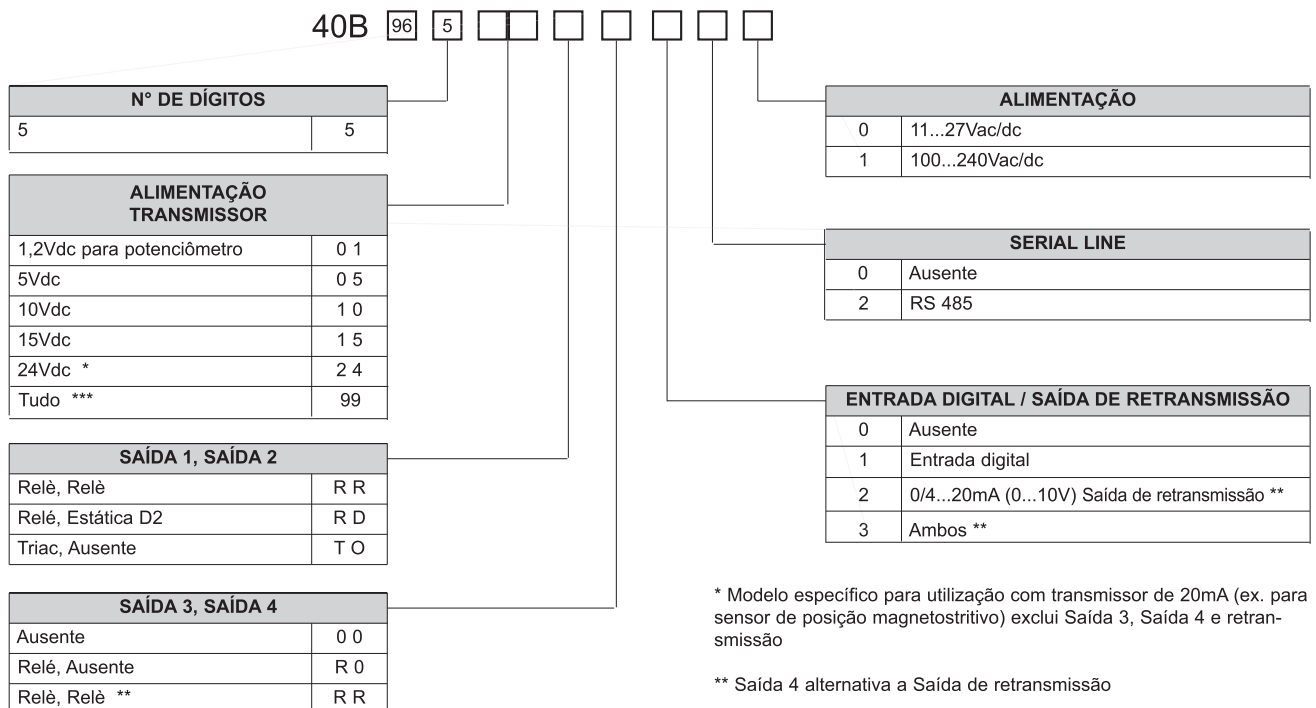 40B 96 5
N° DE DÍGITOS
5 5
ALIMENTAÇÃO
TRANSMISSOR
1,2Vdc para potenciômetro 0 1
5Vdc 0 5
10Vdc 1 0
15Vdc 1 5
24Vdc * 2 4
Tudo *** 99
SAÍDA 1, SAÍDA 2
Relè, Relè R R
Relé, Estática D2 R D
Triac, Ausente T O
SAÍDA 3, SAÍDA 4
Ausente 0 0
Relé, Ausente R 0
Relè, Relè ** R R
ALIMENTAÇÃO
0 11...27Vac/dc
1 100...240Vac/dc
SERIAL LINE
0 Ausente
2 RS 485
ENTRADA DIGITAL / SAÍDA DE RETRANSMISSÃO
0 Ausente
1 Entrada digital
2 0/4...20mA (0...10V) Saída de retransmissão **
3 Ambos **
* Modelo específico para utilização com transmissor de 20mA (ex. para
sensor de posição magnetostritivo) exclui Saída 3, Saída 4 e retran-
smissão
** Saída 4 alternativa a Saída de retransmissão